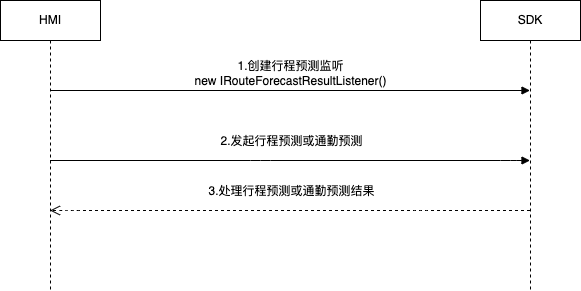 HMI
SDK
1.创建行程预测监听
new IRouteForecastResultListener()
2.发起行程预测或通勤预测
3.处理行程预测或通勤预测结果